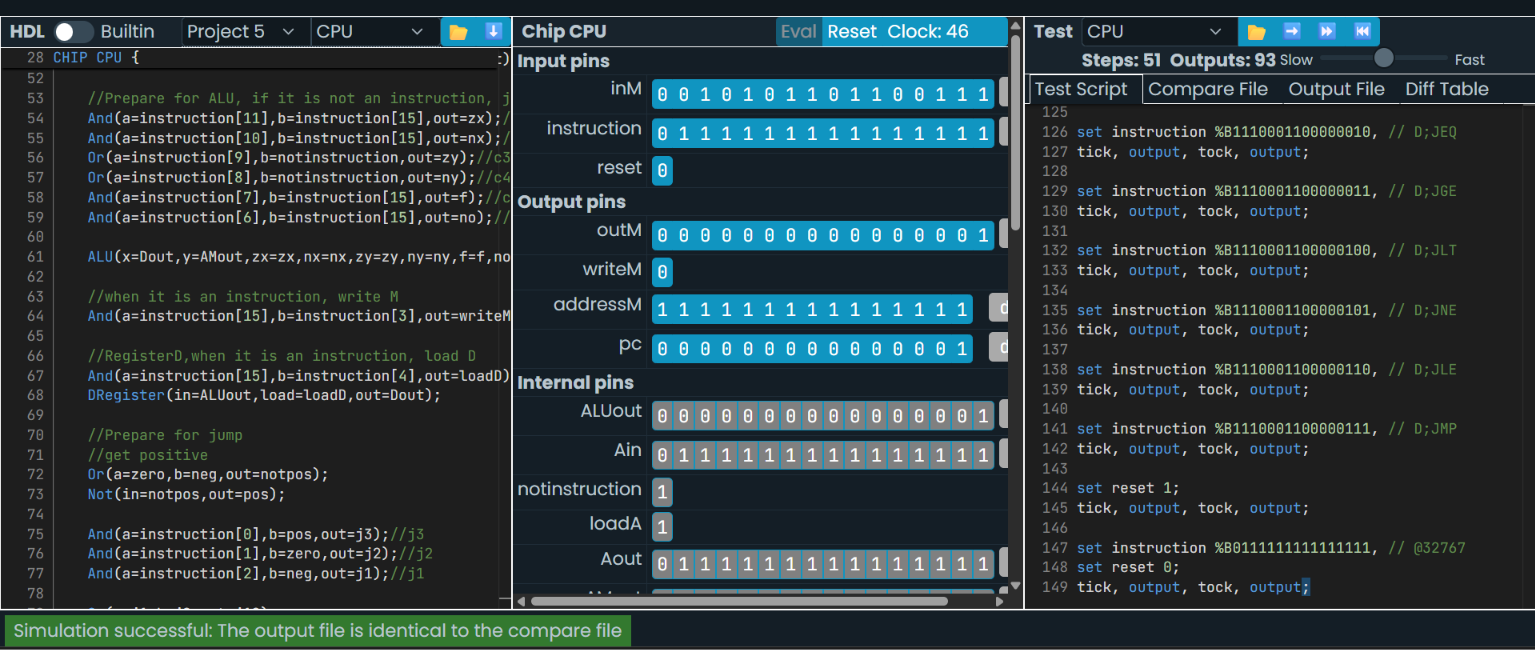 HDL Builtin Project 5 CPU
28 CHIP CPU {
52
53 //Prepare for ALU, if it is not an instruction, j
54 And(a=instruction[11],b=instruction[15],out=zx);/
55 And(a=instruction[10],b=instruction[15],out=nx);/
56 Or(a=instruction[9],b=notinstruction,out=zy);//c3
57 Or(a=instruction[8],b=notinstruction,out=ny);//c4
58 And(a=instruction[7],b=instruction[15],out=f);//c
59 And(a=instruction[6],b=instruction[15],out=no);//
60
61 ALU(x=Dout,y=AMout,zx=zx,nx=nx,zy=zy,ny=ny,f=f,no
62
63 //when it is an instruction, write M
64 And(a=instruction[15],b=instruction[3],out=writeM
65
66 //RegisterD,when it is an instruction, load D
67 And(a=instruction[15],b=instruction[4],out=loadD)
68 DRegister(in=ALUout,load=loadD,out=Dout);
69
70 //Prepare for jump
71 //get positive
72 Or(a=zero,b=neg,out=notpos);
73 Not(in=notpos,out=pos);
74
75 And(a=instruction[0],b=pos,out=j3);//j3
76 And(a=instruction[1],b=zero,out=j2);//j2
77 And(a=instruction[2],b=neg,out=j1);//j1
78
Chip CPU Eval Reset Clock: 46
Input pins
inM 0 0 1 0 1 0 1 1 0 1 1 0 0 1 1 1
instruction 0 1 1 1 1 1 1 1 1 1 1 1 1 1 1 1
reset 0
Output pins
outM 0 0 0 0 0 0 0 0 0 0 0 0 0 0 0 1
writeM 0
addressM 1 1 1 1 1 1 1 1 1 1 1 1 1 1 1
pc 0 0 0 0 0 0 0 0 0 0 0 0 0 0 1
Internal pins
ALUout 0 0 0 0 0 0 0 0 0 0 0 0 0 0 0 1
Ain 0 1 1 1 1 1 1 1 1 1 1 1 1 1 1 1
notinstruction 1
loadA 1
Aout 0 1 1 1 1 1 1 1 1 1 1 1 1 1 1 1
Test CPU
Steps: 51 Outputs: 93 Slow Fast
Test Script Compare File Output File Diff Table
125
126 set instruction %B1110001100000010, // D;JEQ
127 tick, output, tock, output;
128
129 set instruction %B1110001100000011, // D;JGE
130 tick, output, tock, output;
131
132 set instruction %B1110001100000100, // D;JLT
133 tick, output, tock, output;
134
135 set instruction %B1110001100000101, // D;JNE
136 tick, output, tock, output;
137
138 set instruction %B1110001100000110, // D;JLE
139 tick, output, tock, output;
140
141 set instruction %B1110001100000111, // D;JMP
142 tick, output, tock, output;
143
144 set reset 1;
145 tick, output, tock, output;
146
147 set instruction %B0111111111111111, // @32767
148 set reset 0;
149 tick, output, tock, output;
Simulation successful: The output file is identical to the compare file